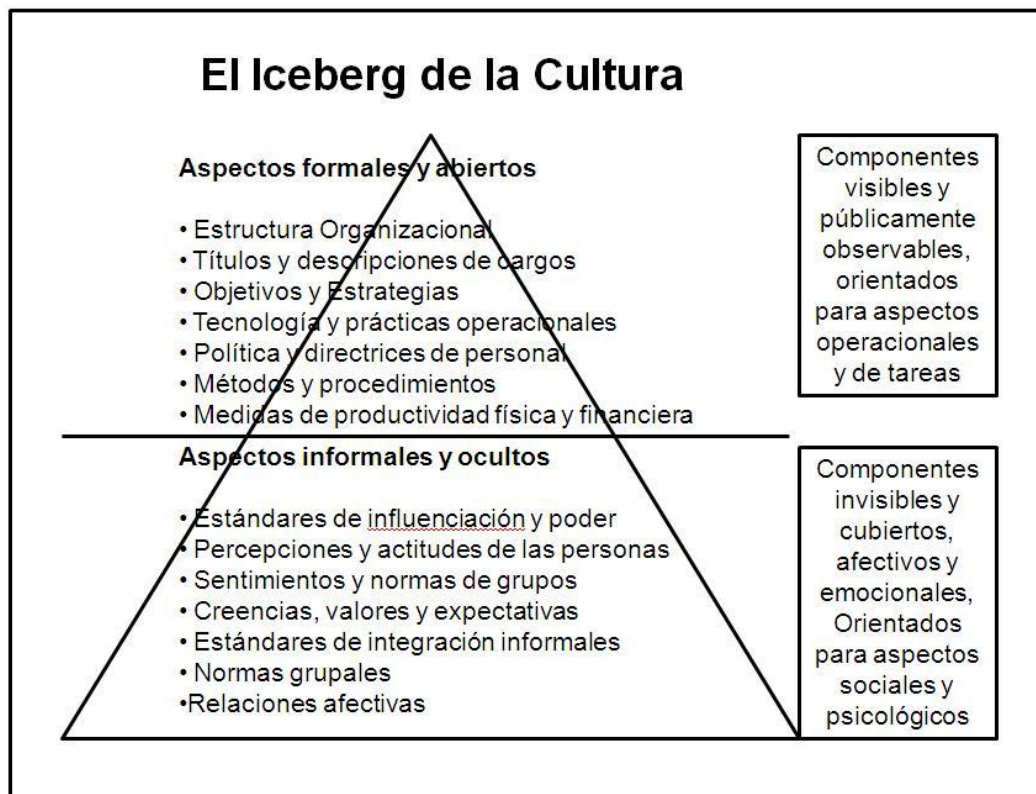 El Iceberg de la Cultura
Aspectos formales y abiertos
• Estructura Organizacional
• Títulos y descripciones de cargos
• Objetivos y Estrategias
• Tecnología y prácticas operacionales
• Política y directrices de personal
• Métodos y procedimientos
• Medidas de productividad física y financiera
Componentes
visibles y
públicamente
observables,
orientados
para aspectos
operacionales
y de tareas
Aspectos informales y ocultos
• Estándares de influenciación y poder
• Percepciones y actitudes de las personas
• Sentimientos y normas de grupos
• Creencias, valores y expectativas
• Estándares de integración informales
• Normas grupales
•Relaciones afectivas
Componentes
invisibles y
cubiertos,
afectivos y
emocionales,
Orientados
para aspectos
sociales y
psicológicos